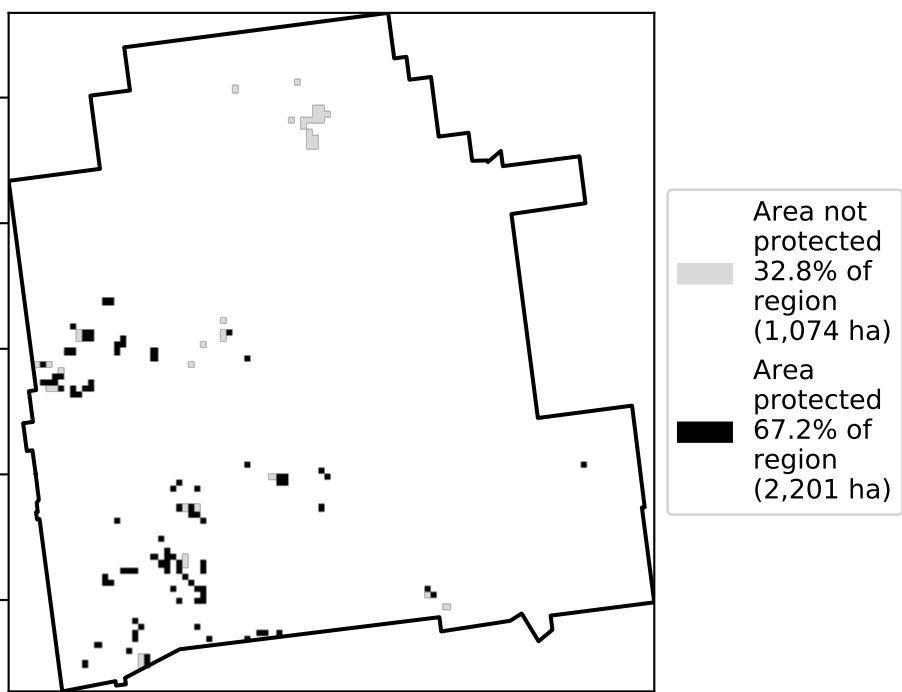 Area not
protected
32.8% of
region
(1,074 ha)
Area
protected
67.2% of
region
(2,201 ha)